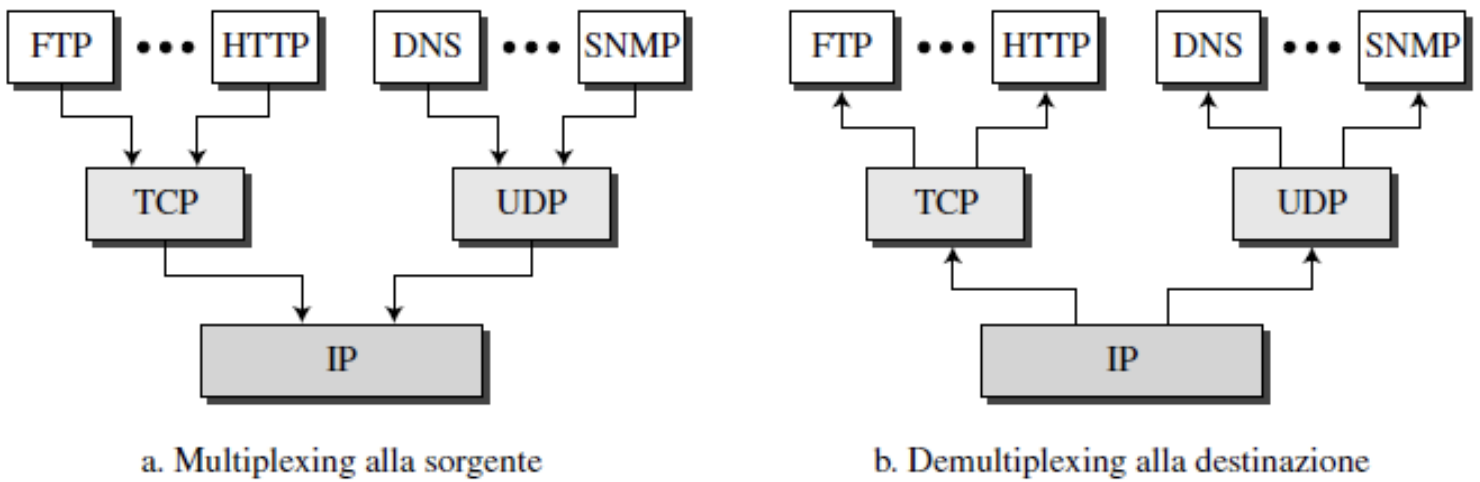 FTP ••• HTTP DNS ••• SNMP FTP ••• HTTP DNS ••• SNMP
TCP UDP TCP UDP
IP IP
a. Multiplexing alla sorgente b. Demultiplexing alla destinazione